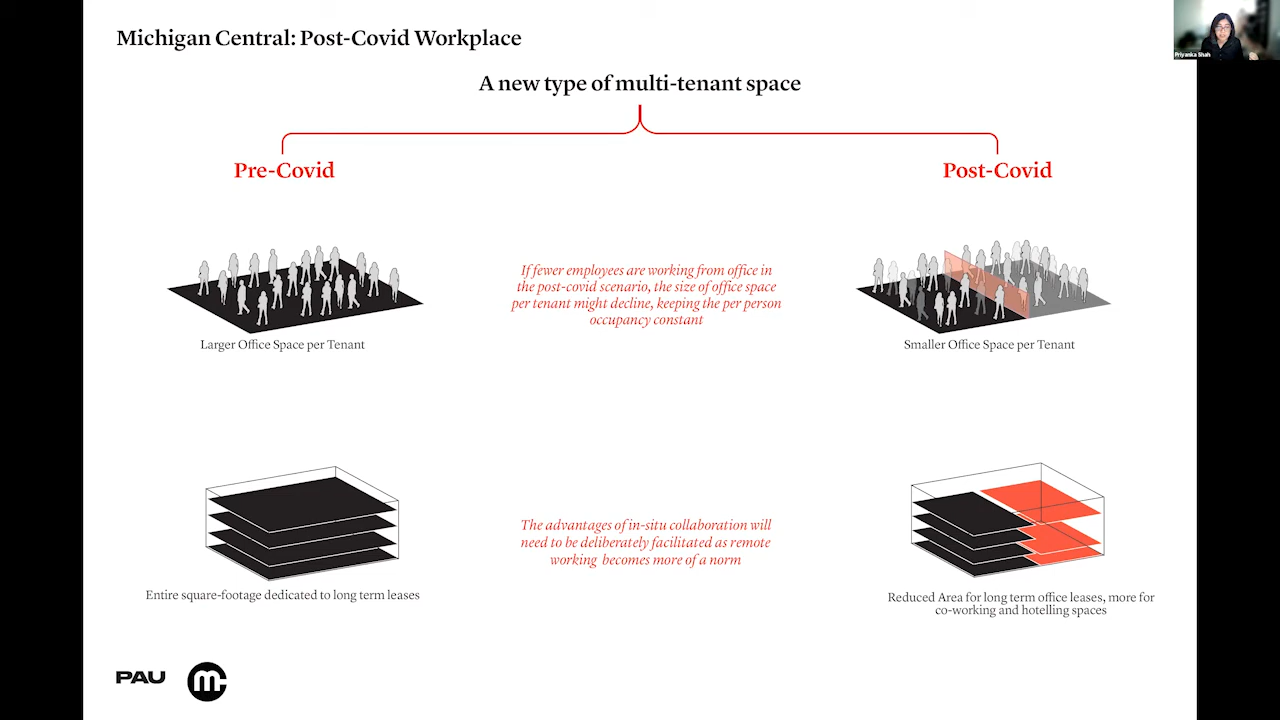 Michigan Central: Post-Covid Workplace
Priyanka Shah
A new type of multi-tenant space
Pre-Covid
Post-Covid
If fewer employees are working from office in
the post-covid scenario, the size of office space
per tenant might decline, keeping the per person
occupancy constant
Larger Office Space per Tenant
Smaller Office Space per Tenant
The advantages of in-situ collaboration will
need to be deliberately facilitated as remote
working becomes more of a norm
Entire square-footage dedicated to long term leases
Reduced Area for long term office leases, more for
co-working and hotelling spaces
PAU
mc